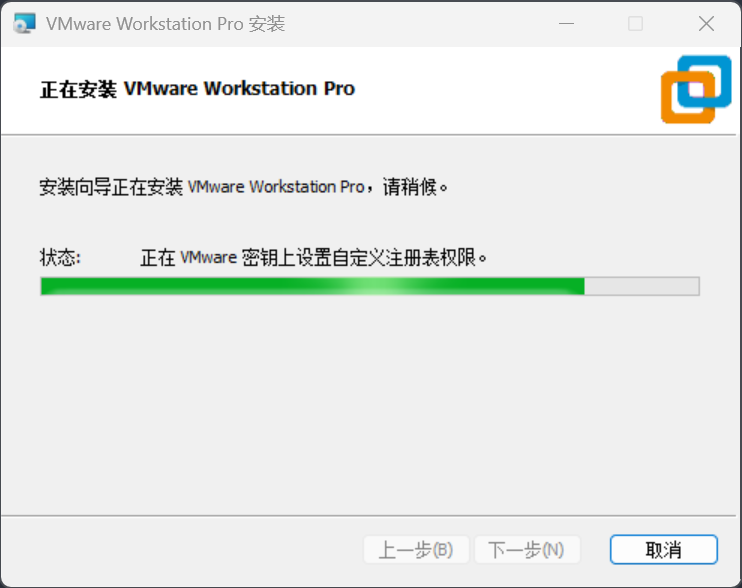 VMware Workstation Pro 安装
正在安装 VMware Workstation Pro
安装向导正在安装 VMware Workstation Pro，请稍候。
状态: 正在 VMware 密钥上设置自定义注册表权限。
上一步(B) 下一步(N) 取消